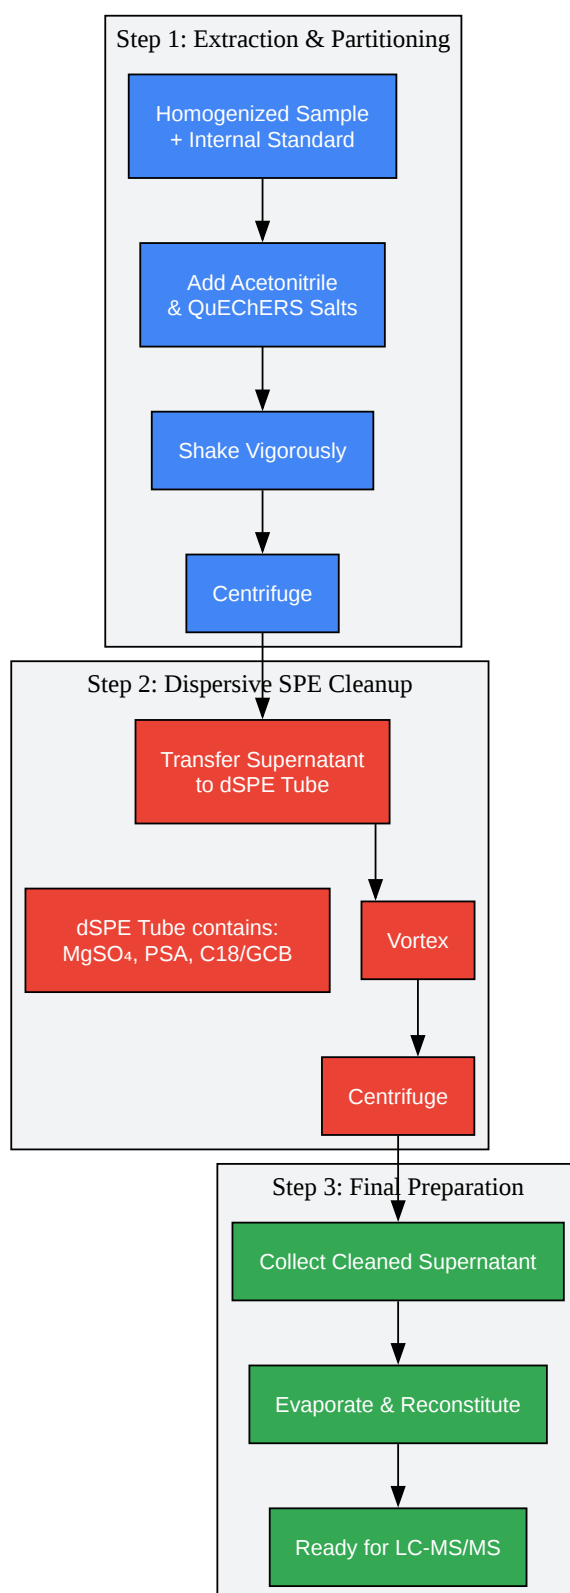 Step 1: Extraction & Partitioning
Homogenized Sample
+ Internal Standard
Add Acetonitrile
& QuEChERS Salts
Shake Vigorously
Centrifuge
Step 2: Dispersive SPE Cleanup
Transfer Supernatant
to dSPE Tube
dSPE Tube contains:
MgSO₄, PSA, C18/GCB
Vortex
Centrifuge
Step 3: Final Preparation
Collect Cleaned Supernatant
Evaporate & Reconstitute
Ready for LC-MS/MS